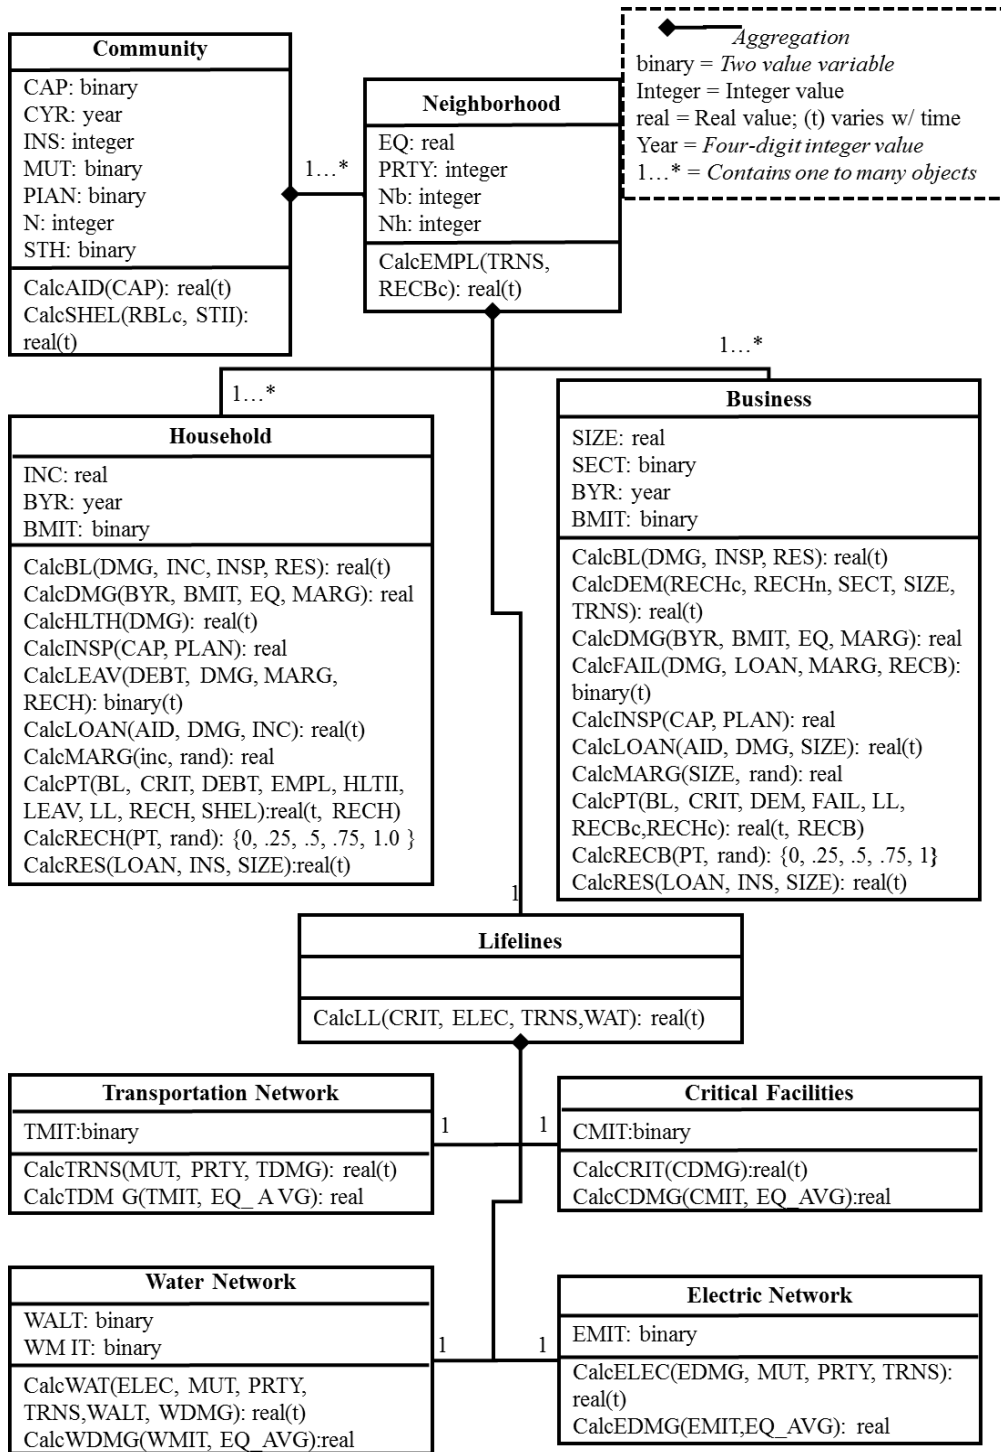 Community
CAP: binary
CYR: year
INS: integer
MUT: binary
PIAN: binary
N: integer
STH: binary
CalcAID(CAP): real(t)
CalcSHEL(RBLc, STII):
real(t)
1...*
Neighborhood
EQ: real
PRTY: integer
Nb: integer
Nh: integer
CalcEMPL(TRNS,
RECBc): real(t)
Aggregation
binary = Two value variable
Integer = Integer value
real = Real value; (t) varies w/ time
Year = Four-digit integer value
1...* = Contains one to many objects
1...*
1...*
Household
INC: real
BYR: year
BMIT: binary
CalcBL(DMG, INC, INSP, RES): real(t)
CalcDMG(BYR, BMIT, EQ, MARG): real
CalcHLTH(DMG): real(t)
CalcINSP(CAP, PLAN): real
CalcLEAV(DEBT, DMG, MARG,
RECH): binary(t)
CalcLOAN(AID, DMG, INC): real(t)
CalcMARG(inc, rand): real
CalcPT(BL, CRIT, DEBT, EMPL, HLTII,
LEAV, LL, RECH, SHEL):real(t, RECH)
CalcRECH(PT, rand): {0, .25, .5, .75, 1.0 }
CalcRES(LOAN, INS, SIZE):real(t)
Business
SIZE: real
SECT: binary
BYR: year
BMIT: binary
CalcBL(DMG, INSP, RES): real(t)
CalcDEM(RECHc, RECHn, SECT, SIZE,
TRNS): real(t)
CalcDMG(BYR, BMIT, EQ, MARG): real
CalcFAIL(DMG, LOAN, MARG, RECB):
binary(t)
CalcINSP(CAP, PLAN): real
CalcLOAN(AID, DMG, SIZE): real(t)
CalcMARG(SIZE, rand): real
CalcPT(BL, CRIT, DEM, FAIL, LL,
RECBc,RECHc): real(t, RECB)
CalcRECB(PT, rand): {0, .25, .5, .75, 1}
CalcRES(LOAN, INS, SIZE): real(t)
1
Lifelines
CalcLL(CRIT, ELEC, TRNS,WAT): real(t)
Transportation Network
TMIT:binary
CalcTRNS(MUT, PRTY, TDMG): real(t)
CalcTDM G(TMIT, EQ_ A VG): real
1
1
Critical Facilities
CMIT:binary
CalcCRIT(CDMG):real(t)
CalcCDMG(CMIT, EQ_AVG):real
Water Network
WALT: binary
WM IT: binary
CalcWAT(ELEC, MUT, PRTY,
TRNS,WALT, WDMG): real(t)
CalcWDMG(WMIT, EQ_AVG):real
1
1
Electric Network
EMIT: binary
CalcELEC(EDMG, MUT, PRTY, TRNS):
real(t)
CalcEDMG(EMIT,EQ_AVG): real